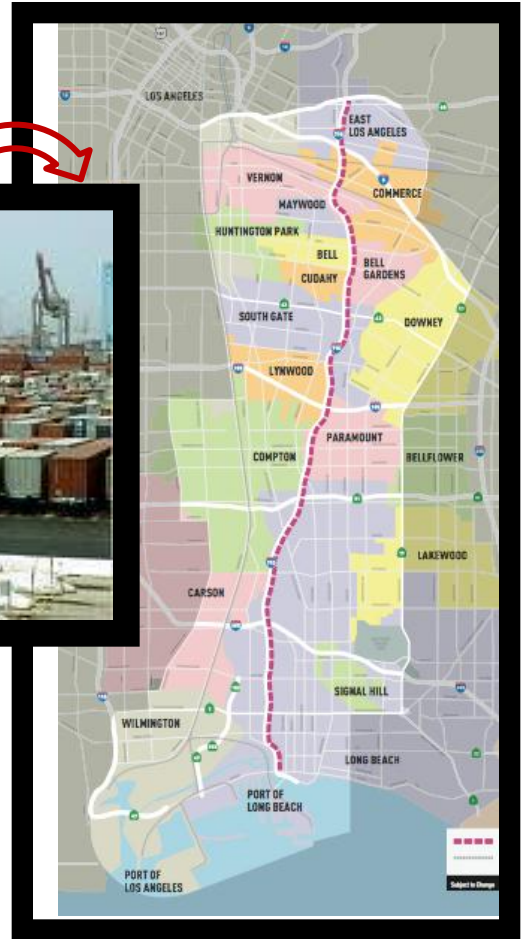 LOS ANGELES
EAST
LOS ANGELES
VERNON
COMMERCE
MAYWOOD
HUNTINGTON PARK
BELL
BELL
GARDENS
CUDAHY
SOUTH GATE
DOWNEY
LYNWOOD
PARAMOUNT
COMPTON
BELLFLOWER
LAKEWOOD
CARSON
SIGNAL HILL
WILMINGTON
LONG BEACH
PORT OF
LONG BEACH
PORT OF
LOS ANGELES
Subject to Change